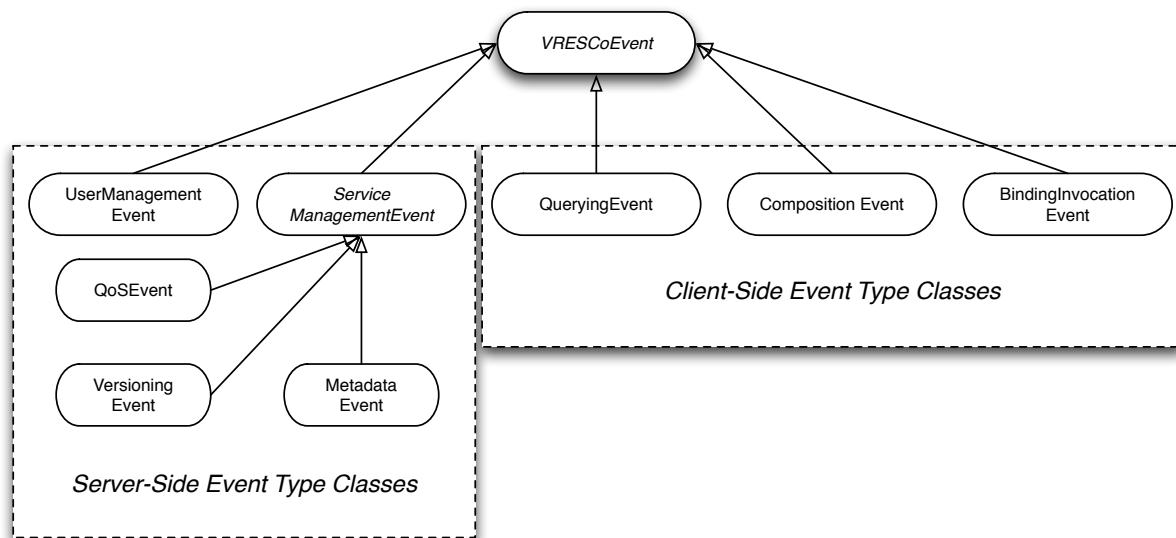 VRESCoEvent
UserManagement
Event
Service
ManagementEvent
QueryingEvent
Composition Event
BindingInvocation
Event
QoSEvent
Client-Side Event Type Classes
Versioning
Event
Metadata
Event
Server-Side Event Type Classes